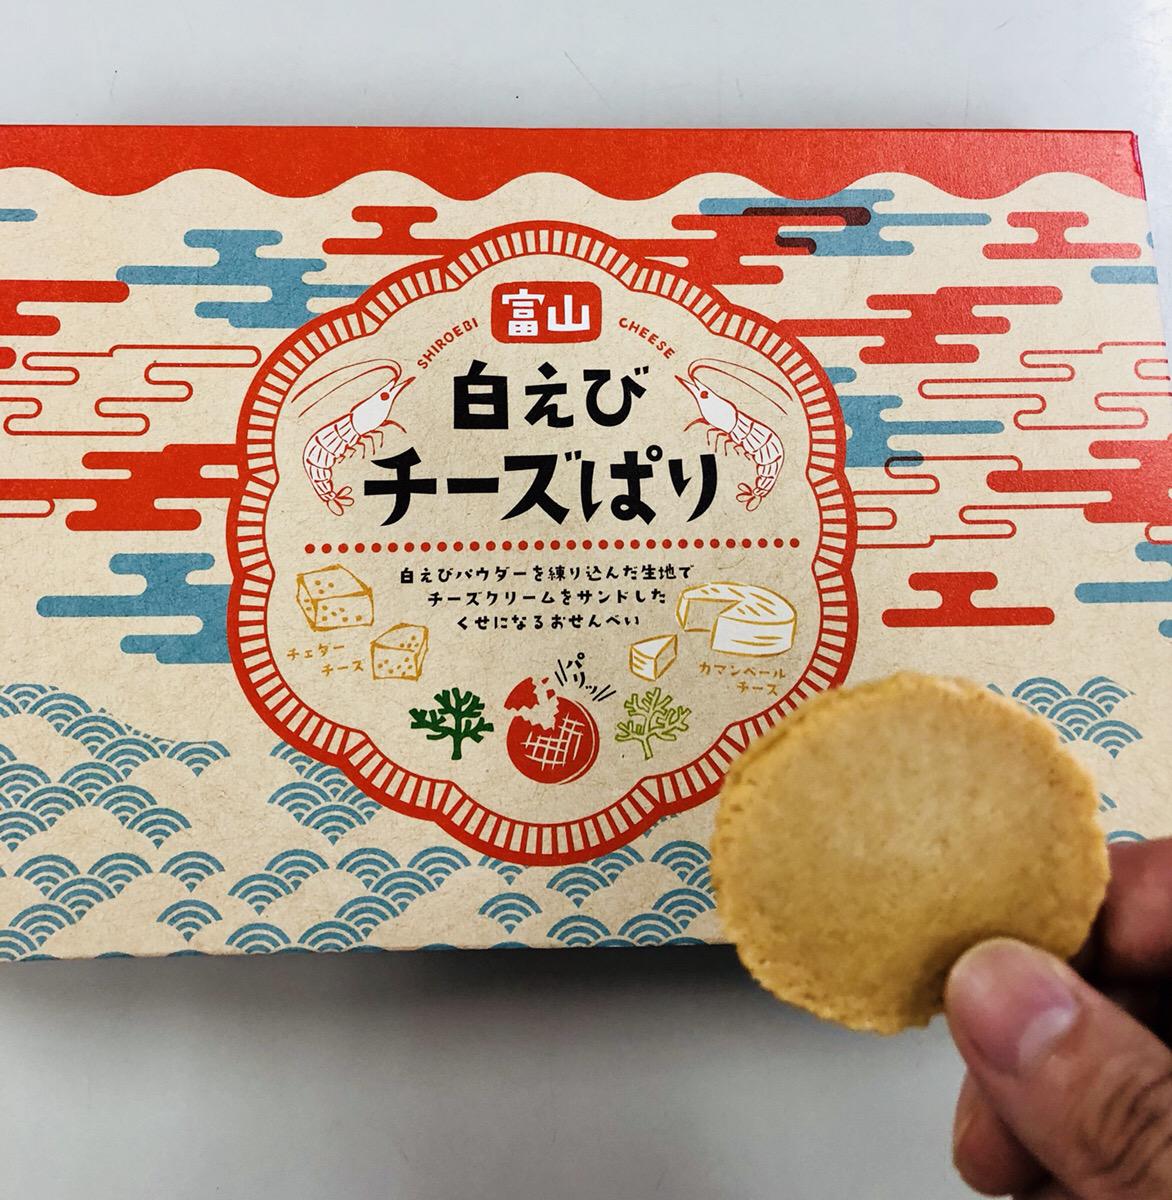 富山
SHIROEBI CHEESE
白えび
チーズぱり
白えびパウダーを練り込んだ生地で
チーズクリームをサンドした
くせになるおせんべい
チェダー
チーズ
カマンベール
チーズ
パリッ